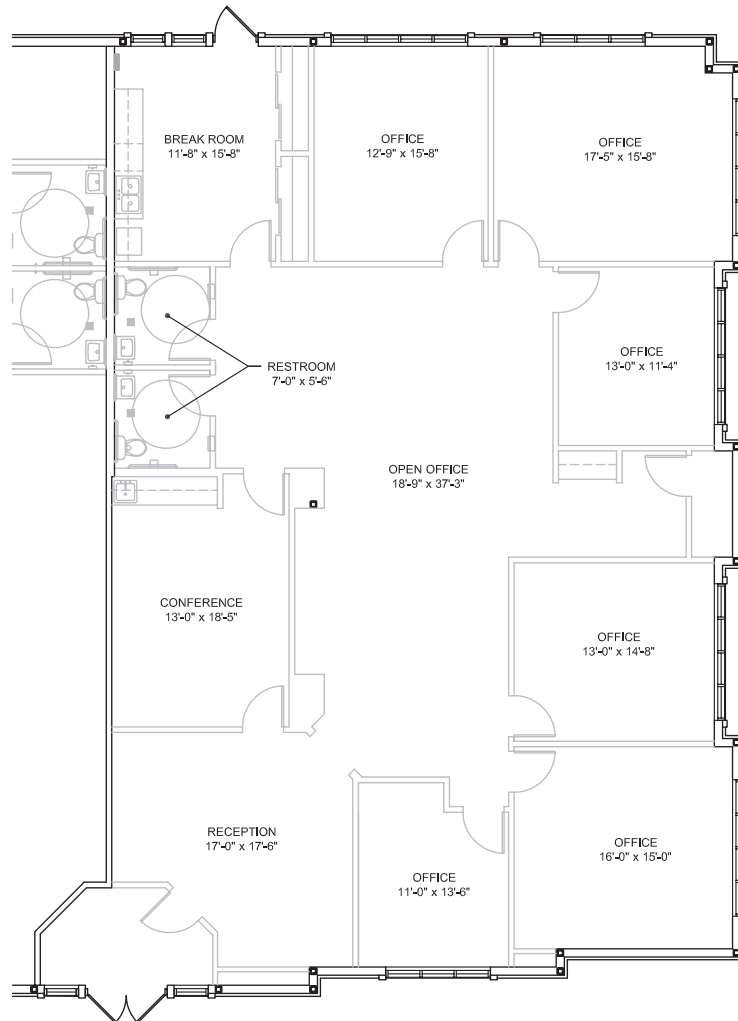 BREAK ROOM
11'-8" x 15'-8"
OFFICE
12'-9" x 15'-8"
OFFICE
17'-5" x 15'-8"
RESTROOM
7'-0" x 5'-6"
OFFICE
13'-0" x 11'-4"
OPEN OFFICE
18'-9" x 37'-3"
CONFERENCE
13'-0" x 18'-5"
OFFICE
13'-0" x 14'-8"
RECEPTION
17'-0" x 17'-6"
OFFICE
11'-0" x 13'-6"
OFFICE
16'-0" x 15'-0"